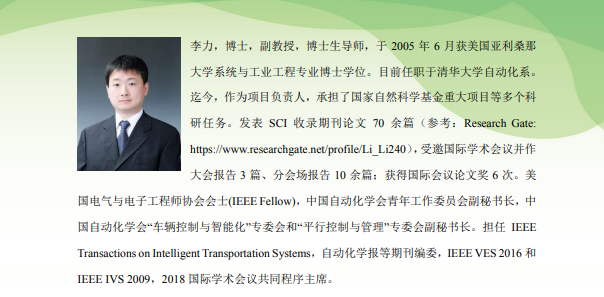 李力，博士，副教授，博士生导师，于 2005 年 6 月获美国亚利桑那
大学系统与工业工程专业博士学位。目前任职于清华大学自动化系。
迄今，作为项目负责人，承担了国家自然科学基金重大项目等多个科
研任务。发表 SCI 收录期刊论文 70 余篇（参考：Research Gate:
https://www.researchgate.net/profile/Li_Li240），受邀国际学术会议并作
大会报告 3 篇、分会场报告 10 余篇；获得国际会议论文奖 6 次。美
国电气与电子工程师协会会士(IEEE Fellow)，中国自动化学会青年工作委员会副秘书长，中
国自动化学会“车辆控制与智能化”专委会和“平行控制与管理”专委会副秘书长。担任 IEEE
Transactions on Intelligent Transportation Systems，自动化学报等期刊编委，IEEE VES 2016 和
IEEE IVS 2009，2018 国际学术会议共同程序主席。